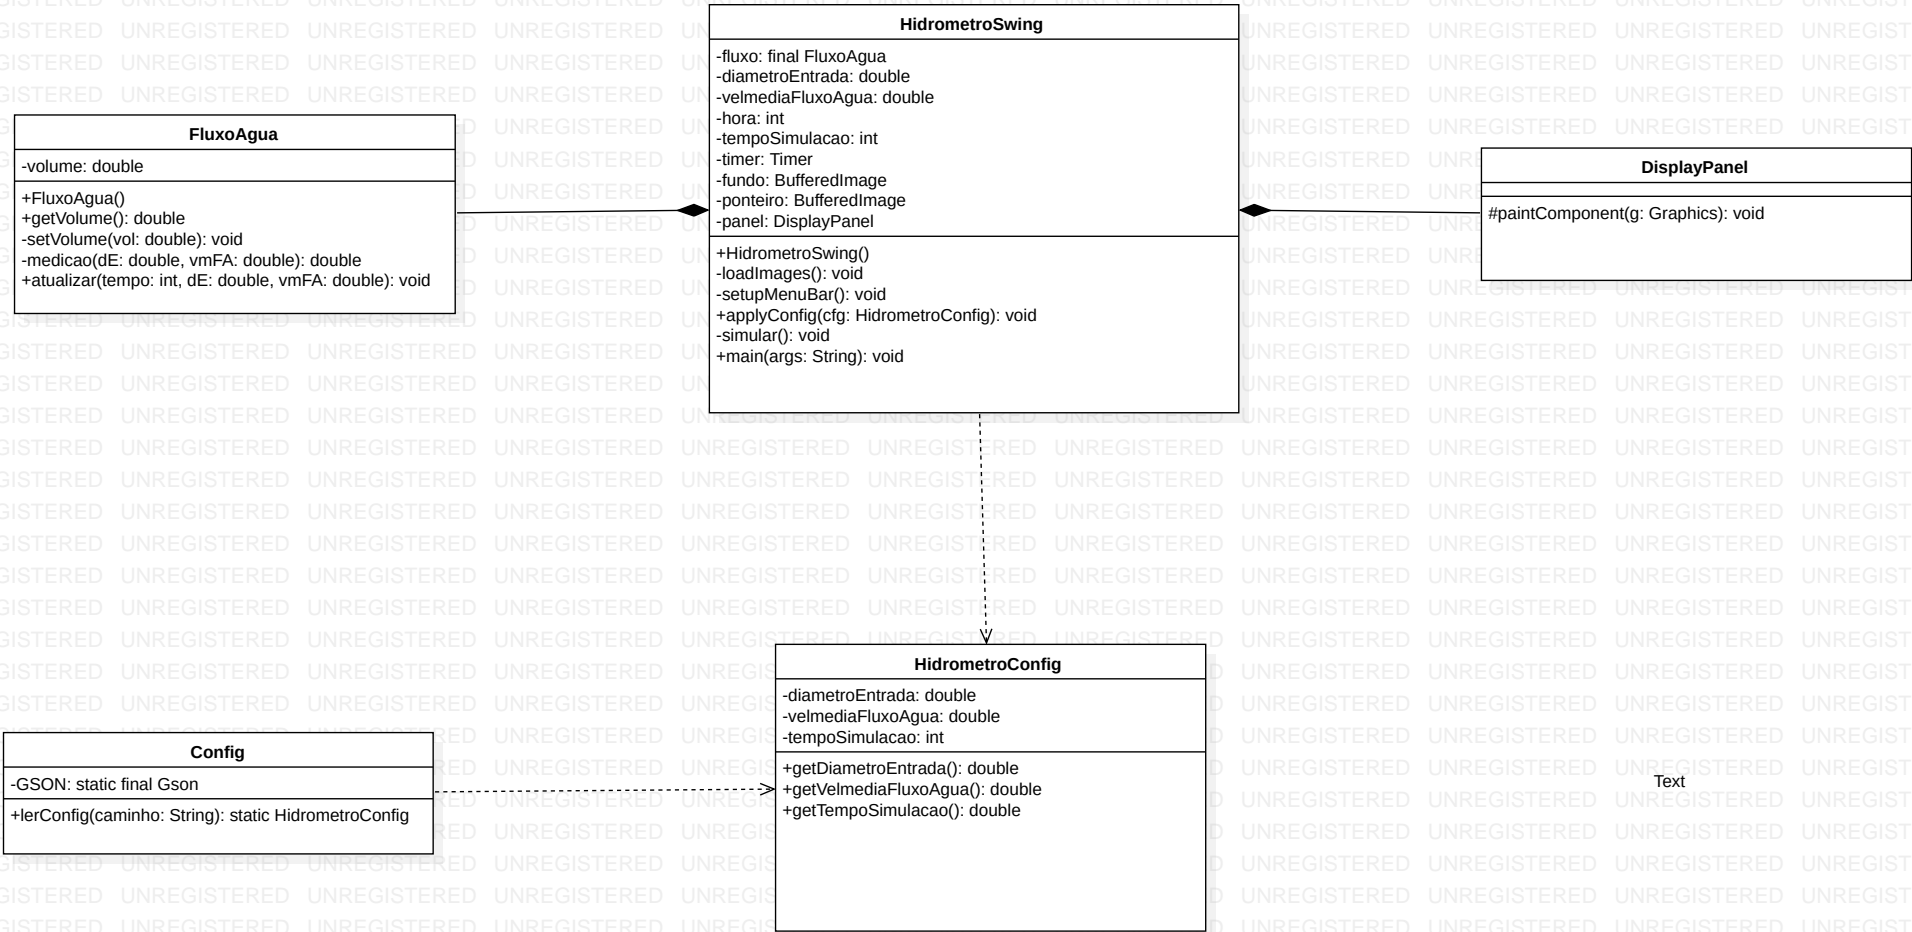 HidrometroSwing
-fluxo: final FluxoAgua
-diametroEntrada: double
-velmediaFluxoAgua: double
-hora: int
-tempoSimulacao: int
-timer: Timer
-fundo: BufferedImage
-ponteiro: BufferedImage
-panel: DisplayPanel
+HidrometroSwing()
-loadImages(): void
-setupMenuBar(): void
+applyConfig(cfg: HidrometroConfig): void
-simular(): void
+main(args: String): void
FluxoAgua
-volume: double
+FluxoAgua()
+getVolume(): double
-setVolume(vol: double): void
-medicao(dE: double, vmFA: double): double
+atualizar(tempo: int, dE: double, vmFA: double): void
DisplayPanel
#paintComponent(g: Graphics): void
HidrometroConfig
-diametroEntrada: double
-velmediaFluxoAgua: double
-tempoSimulacao: int
+getDiametroEntrada(): double
+getVelmediaFluxoAgua(): double
+getTempoSimulacao(): double
Config
-GSON: static final Gson
+lerConfig(caminho: String): static HidrometroConfig
Text
UNREGISTERED